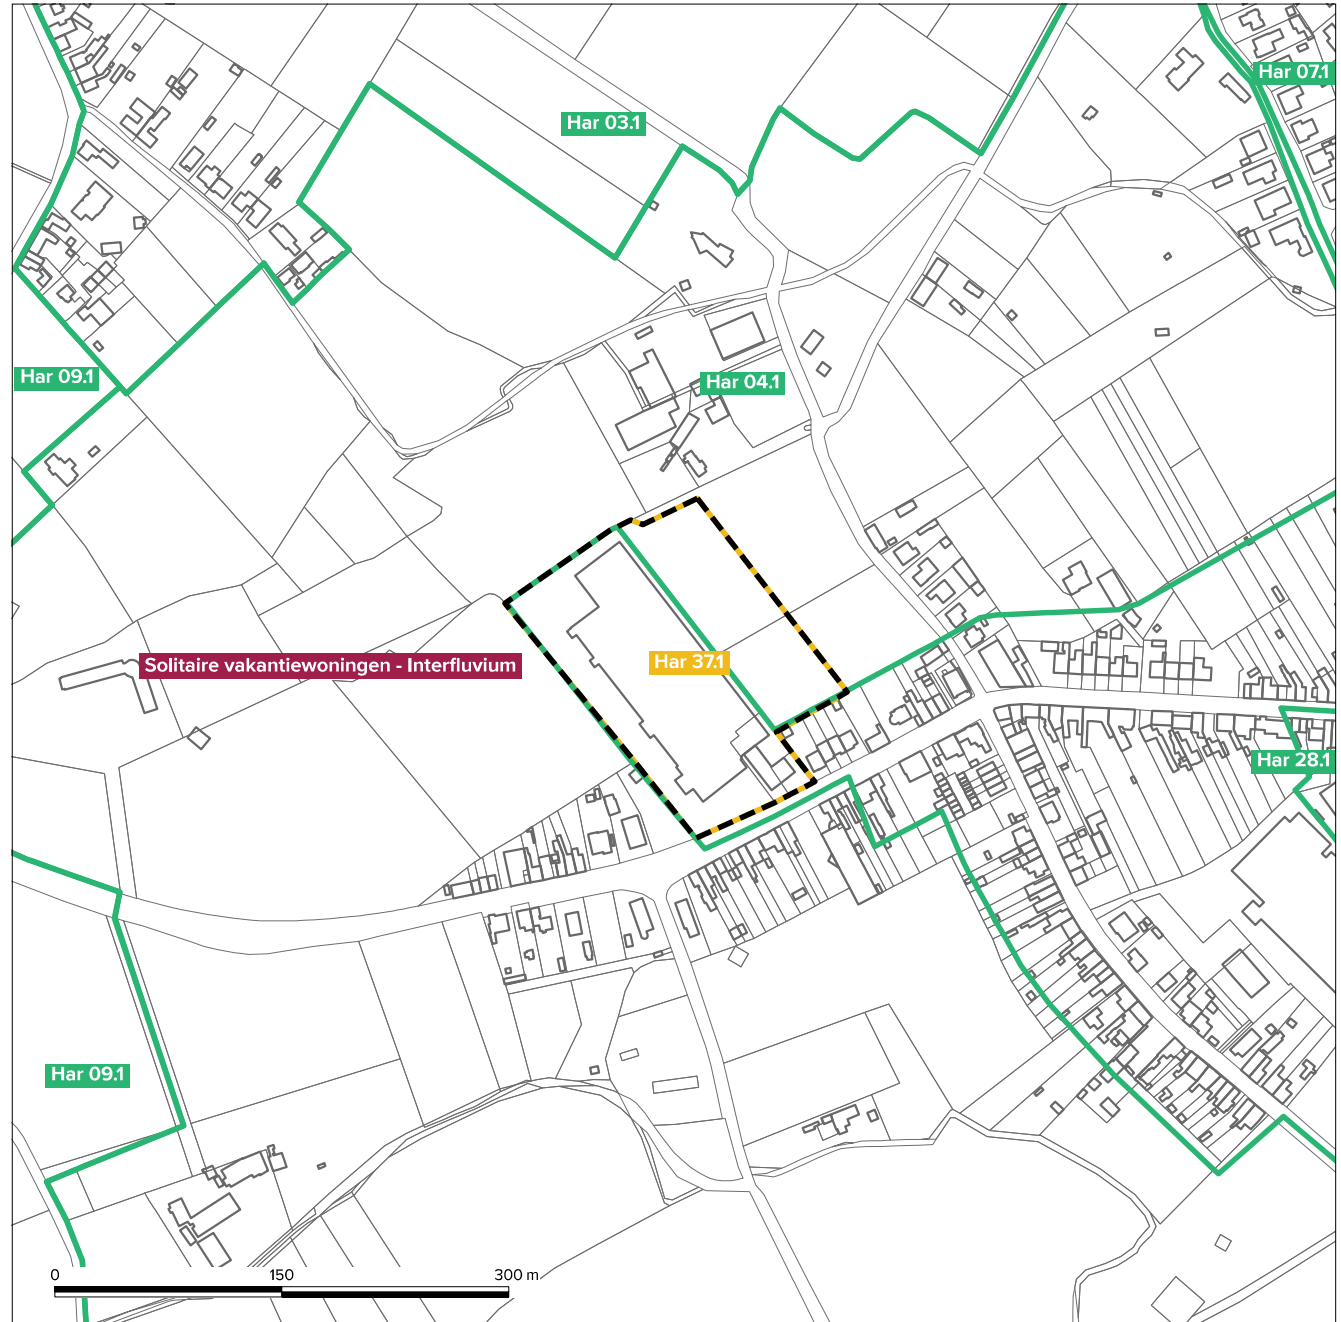 Har 07.1
Har 03.1
Har 09.1
Har 04.1
Solitaire vakantiewoningen - Interfluvium
Har 37.1
Har 28.1
Har 09.1
0 150 300 m